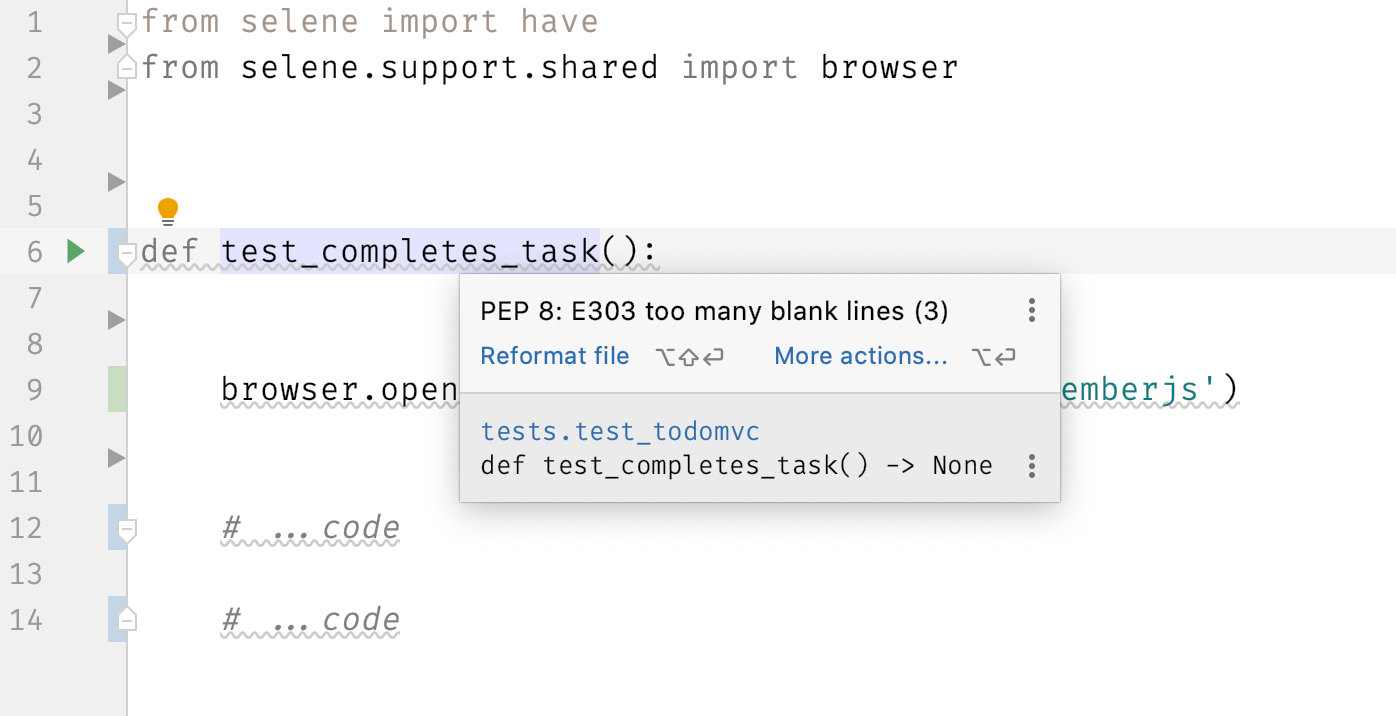 1 from selene import have
2 from selene.support.shared import browser
3
4
5
6 def test_completes_task():
7
8
9 browser.open emberjs')
10
11
12 # ... code
13
14 # ... code
PEP 8: E303 too many blank lines (3)
Reformat file ⌥⇧↩ More actions... ⌥↩
tests.test_todomvc
def test_completes_task() -> None